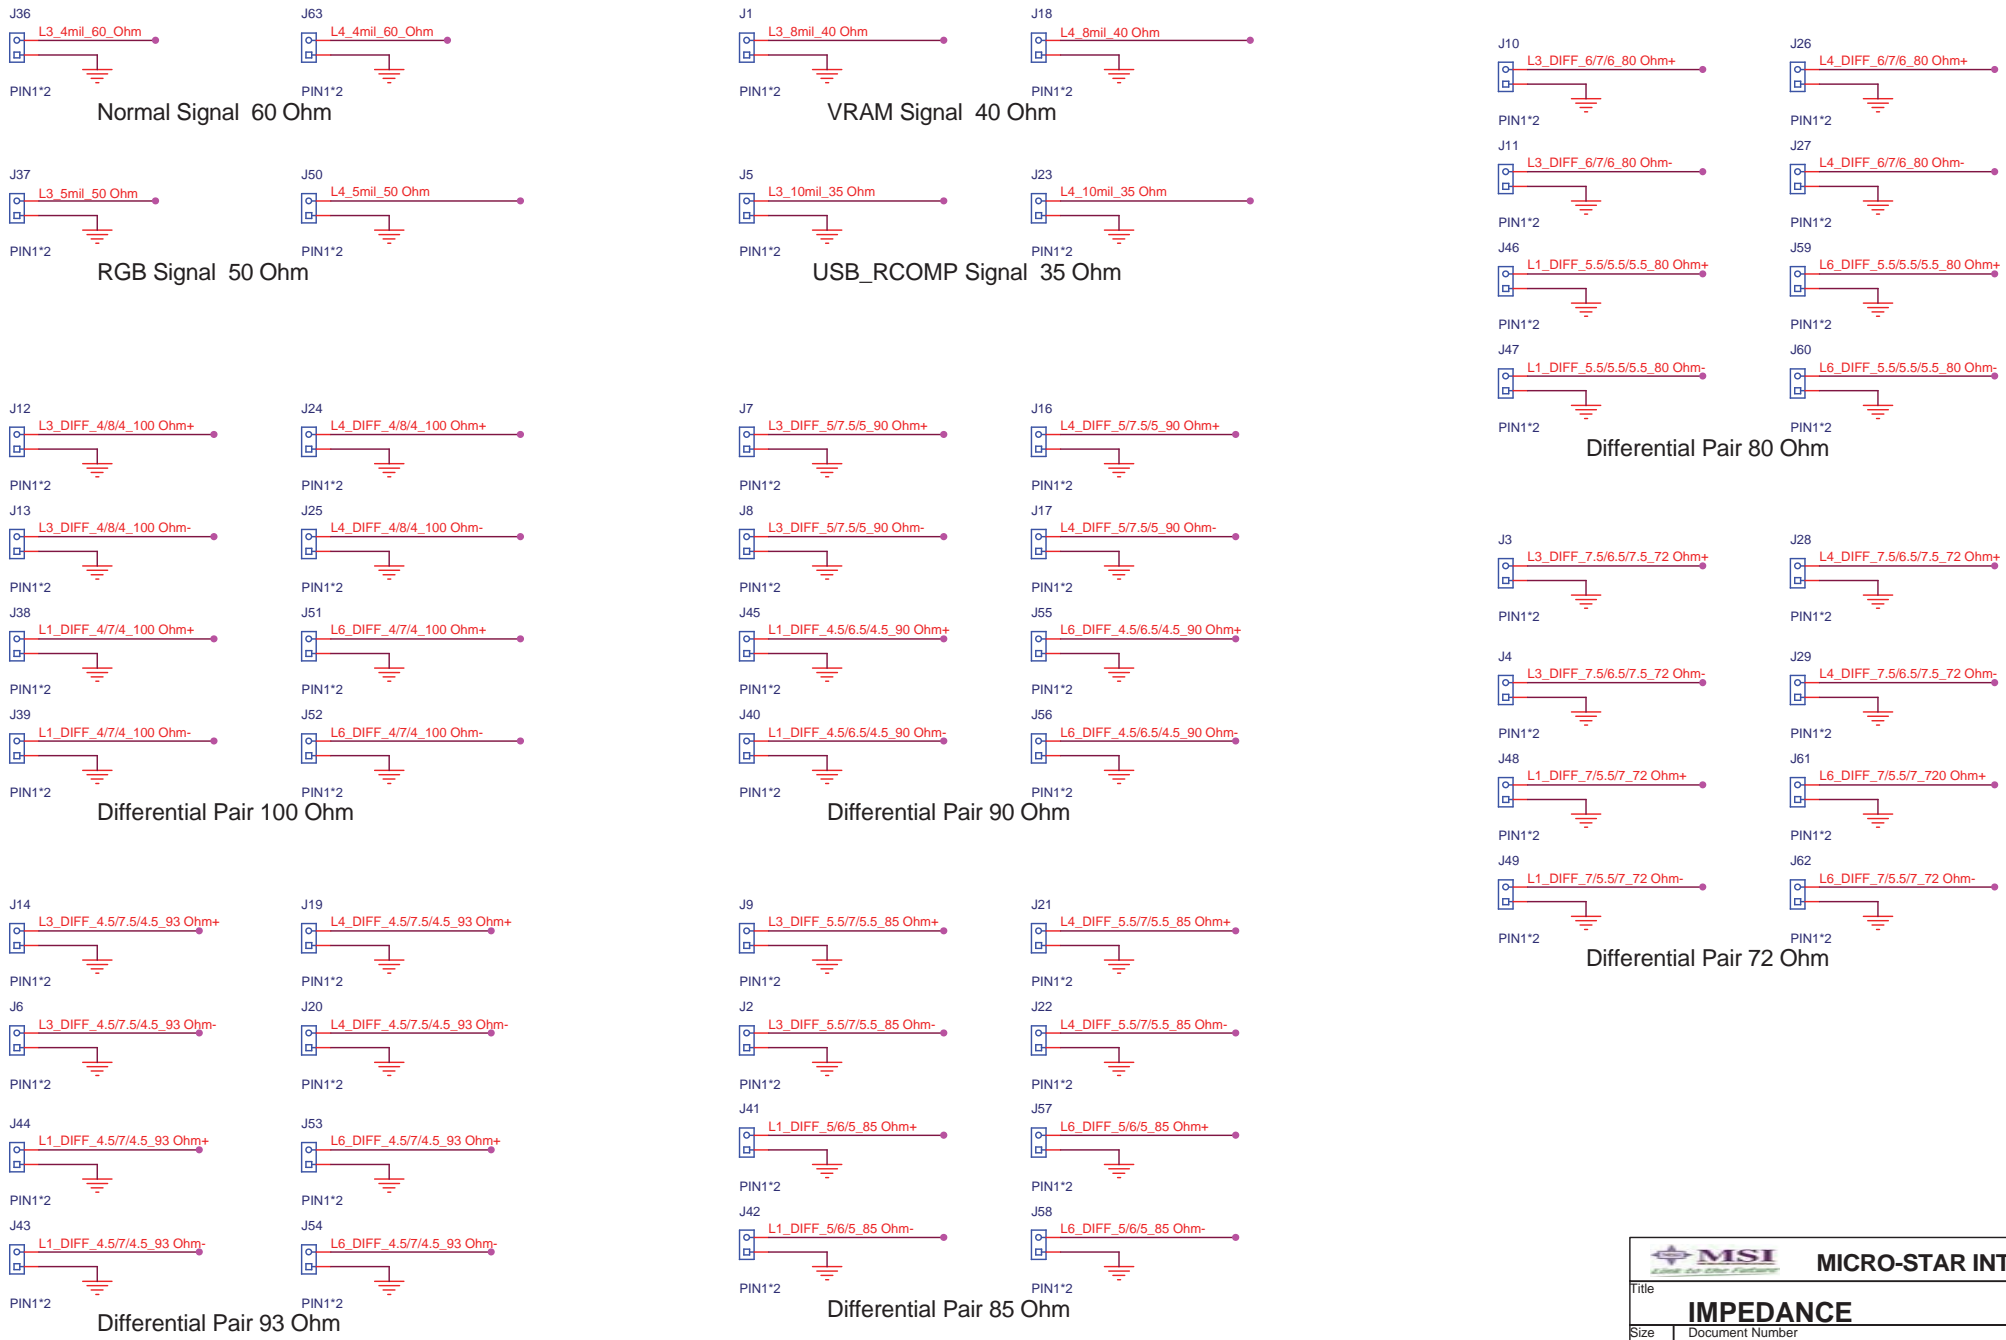 J36
L3_4mil_60_Ohm
PIN1*2
J63
L4_4mil_60_Ohm
PIN1*2
Normal Signal  60 Ohm
J37
L3_5mil_50 Ohm
PIN1*2
J50
L4_5mil_50 Ohm
PIN1*2
RGB Signal  50 Ohm
J1
L3_8mil_40 Ohm
PIN1*2
J18
L4_8mil_40 Ohm
PIN1*2
VRAM Signal  40 Ohm
J5
L3_10mil_35 Ohm
PIN1*2
J23
L4_10mil_35 Ohm
PIN1*2
USB_RCOMP Signal  35 Ohm
J10
L3_DIFF_6/7/6_80 Ohm+
PIN1*2
J26
L4_DIFF_6/7/6_80 Ohm+
PIN1*2
J11
L3_DIFF_6/7/6_80 Ohm-
PIN1*2
J27
L4_DIFF_6/7/6_80 Ohm-
PIN1*2
J46
L1_DIFF_5.5/5.5/5.5_80 Ohm+
PIN1*2
J59
L6_DIFF_5.5/5.5/5.5_80 Ohm+
PIN1*2
J47
L1_DIFF_5.5/5.5/5.5_80 Ohm-
PIN1*2
J60
L6_DIFF_5.5/5.5/5.5_80 Ohm-
PIN1*2
Differential Pair 80 Ohm
J12
L3_DIFF_4/8/4_100 Ohm+
PIN1*2
J24
L4_DIFF_4/8/4_100 Ohm+
PIN1*2
J13
L3_DIFF_4/8/4_100 Ohm-
PIN1*2
J25
L4_DIFF_4/8/4_100 Ohm-
PIN1*2
J38
L1_DIFF_4/7/4_100 Ohm+
PIN1*2
J51
L6_DIFF_4/7/4_100 Ohm+
PIN1*2
J39
L1_DIFF_4/7/4_100 Ohm-
PIN1*2
J52
L6_DIFF_4/7/4_100 Ohm-
PIN1*2
Differential Pair 100 Ohm
J7
L3_DIFF_5/7.5/5_90 Ohm+
PIN1*2
J16
L4_DIFF_5/7.5/5_90 Ohm+
PIN1*2
J8
L3_DIFF_5/7.5/5_90 Ohm-
PIN1*2
J17
L4_DIFF_5/7.5/5_90 Ohm-
PIN1*2
J45
L1_DIFF_4.5/6.5/4.5_90 Ohm+
PIN1*2
J55
L6_DIFF_4.5/6.5/4.5_90 Ohm+
PIN1*2
J40
L1_DIFF_4.5/6.5/4.5_90 Ohm-
PIN1*2
J56
L6_DIFF_4.5/6.5/4.5_90 Ohm-
PIN1*2
Differential Pair 90 Ohm
J3
L3_DIFF_7.5/6.5/7.5_72 Ohm+
PIN1*2
J28
L4_DIFF_7.5/6.5/7.5_72 Ohm+
PIN1*2
J4
L3_DIFF_7.5/6.5/7.5_72 Ohm-
PIN1*2
J29
L4_DIFF_7.5/6.5/7.5_72 Ohm-
PIN1*2
J48
L1_DIFF_7/5.5/7_72 Ohm+
PIN1*2
J61
L6_DIFF_7/5.5/7_720 Ohm+
PIN1*2
J49
L1_DIFF_7/5.5/7_72 Ohm-
PIN1*2
J62
L6_DIFF_7/5.5/7_72 Ohm-
PIN1*2
Differential Pair 72 Ohm
J14
L3_DIFF_4.5/7.5/4.5_93 Ohm+
PIN1*2
J19
L4_DIFF_4.5/7.5/4.5_93 Ohm+
PIN1*2
J6
L3_DIFF_4.5/7.5/4.5_93 Ohm-
PIN1*2
J20
L4_DIFF_4.5/7.5/4.5_93 Ohm-
PIN1*2
J44
L1_DIFF_4.5/7/4.5_93 Ohm+
PIN1*2
J53
L6_DIFF_4.5/7/4.5_93 Ohm+
PIN1*2
J43
L1_DIFF_4.5/7/4.5_93 Ohm-
PIN1*2
J54
L6_DIFF_4.5/7/4.5_93 Ohm-
PIN1*2
Differential Pair 93 Ohm
J9
L3_DIFF_5.5/7/5.5_85 Ohm+
PIN1*2
J21
L4_DIFF_5.5/7/5.5_85 Ohm+
PIN1*2
J2
L3_DIFF_5.5/7/5.5_85 Ohm-
PIN1*2
J22
L4_DIFF_5.5/7/5.5_85 Ohm-
PIN1*2
J41
L1_DIFF_5/6/5_85 Ohm+
PIN1*2
J57
L6_DIFF_5/6/5_85 Ohm+
PIN1*2
J42
L1_DIFF_5/6/5_85 Ohm-
PIN1*2
J58
L6_DIFF_5/6/5_85 Ohm-
PIN1*2
Differential Pair 85 Ohm
MSI
Link to the Future
MICRO-STAR INT
Title
IMPEDANCE
Size
Document Number